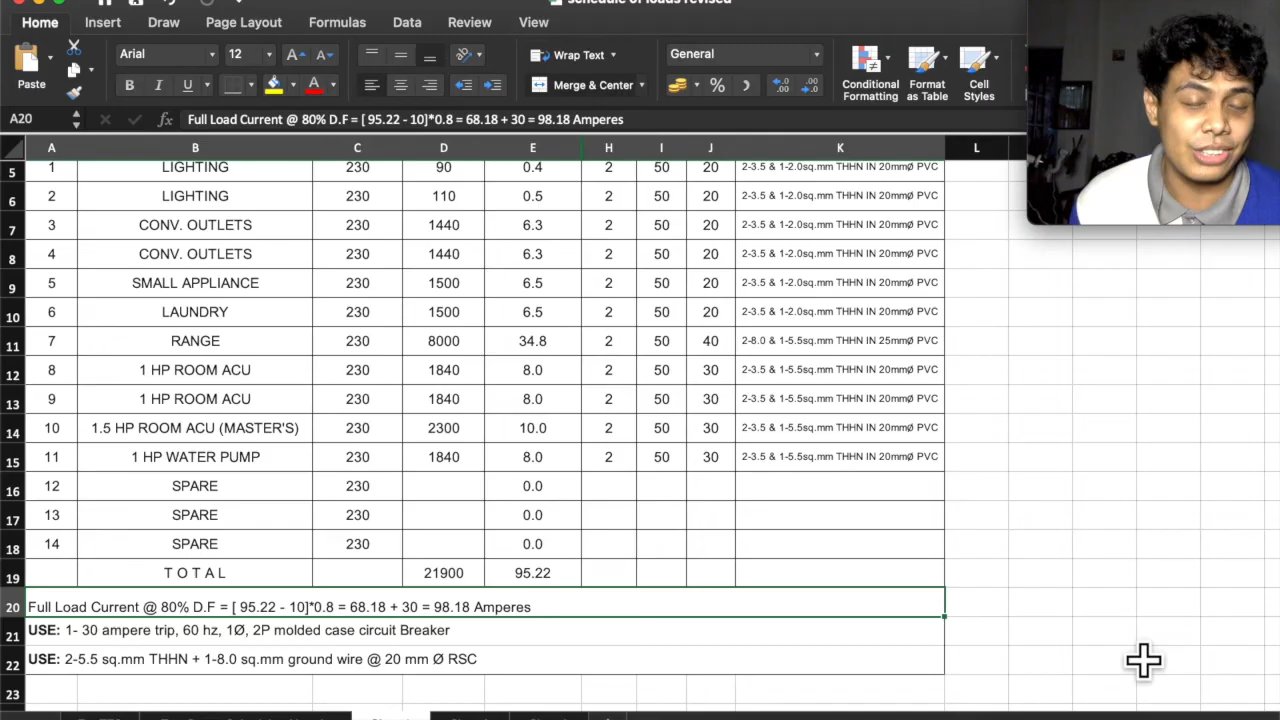 schedule of loads revised
Home Insert Draw Page Layout Formulas Data Review View
Paste
Arial 12
Wrap Text
Merge & Center
General
Conditional Formatting
Format as Table
Cell Styles
A20 fx Full Load Current @ 80% D.F = [ 95.22 - 10]*0.8 = 68.18 + 30 = 98.18 Amperes
A B C D E H I J K L
5 1 LIGHTING 230 90 0.4 2 50 20 2-3.5 & 1-2.0sq.mm THHN IN 20mmØ PVC
6 2 LIGHTING 230 110 0.5 2 50 20 2-3.5 & 1-2.0sq.mm THHN IN 20mmØ PVC
7 3 CONV. OUTLETS 230 1440 6.3 2 50 20 2-3.5 & 1-2.0sq.mm THHN IN 20mmØ PVC
8 4 CONV. OUTLETS 230 1440 6.3 2 50 20 2-3.5 & 1-2.0sq.mm THHN IN 20mmØ PVC
9 5 SMALL APPLIANCE 230 1500 6.5 2 50 20 2-3.5 & 1-2.0sq.mm THHN IN 20mmØ PVC
10 6 LAUNDRY 230 1500 6.5 2 50 20 2-3.5 & 1-2.0sq.mm THHN IN 20mmØ PVC
11 7 RANGE 230 8000 34.8 2 50 40 2-8.0 & 1-5.5sq.mm THHN IN 25mmØ PVC
12 8 1 HP ROOM ACU 230 1840 8.0 2 50 30 2-3.5 & 1-5.5sq.mm THHN IN 20mmØ PVC
13 9 1 HP ROOM ACU 230 1840 8.0 2 50 30 2-3.5 & 1-5.5sq.mm THHN IN 20mmØ PVC
14 10 1.5 HP ROOM ACU (MASTER'S) 230 2300 10.0 2 50 30 2-3.5 & 1-5.5sq.mm THHN IN 20mmØ PVC
15 11 1 HP WATER PUMP 230 1840 8.0 2 50 30 2-3.5 & 1-5.5sq.mm THHN IN 20mmØ PVC
16 12 SPARE 230 0.0
17 13 SPARE 230 0.0
18 14 SPARE 230 0.0
19 T O T A L 21900 95.22
20 Full Load Current @ 80% D.F = [ 95.22 - 10]*0.8 = 68.18 + 30 = 98.18 Amperes
21 USE: 1- 30 ampere trip, 60 hz, 1Ø, 2P molded case circuit Breaker
22 USE: 2-5.5 sq.mm THHN + 1-8.0 sq.mm ground wire @ 20 mm Ø RSC
23